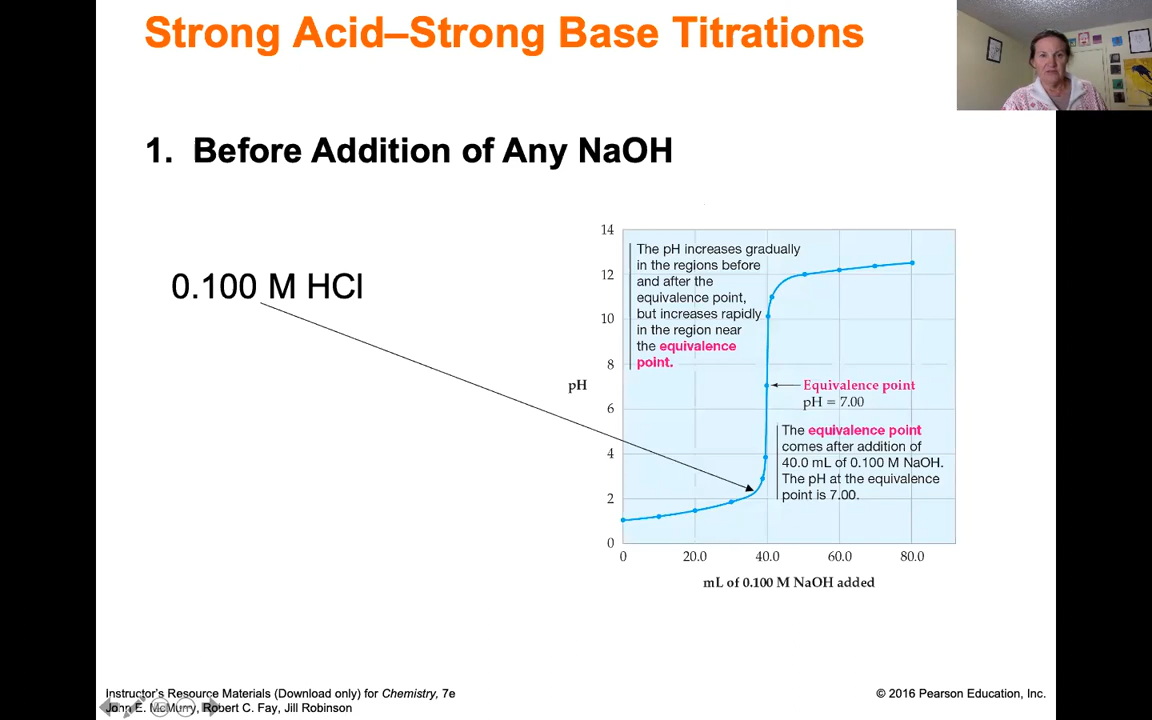 Strong Acid–Strong Base Titrations
1. Before Addition of Any NaOH
0.100 M HCl
14
12
10
8
6
4
2
0
pH
The pH increases gradually
in the regions before
and after the
equivalence point,
but increases rapidly
in the region near
the equivalence
point.
Equivalence point
pH = 7.00
The equivalence point
comes after addition of
40.0 mL of 0.100 M NaOH.
The pH at the equivalence
point is 7.00.
0 20.0 40.0 60.0 80.0
mL of 0.100 M NaOH added
Instructor's Resource Materials (Download only) for Chemistry, 7e
John E. McMurry, Robert C. Fay, Jill Robinson
© 2016 Pearson Education, Inc.